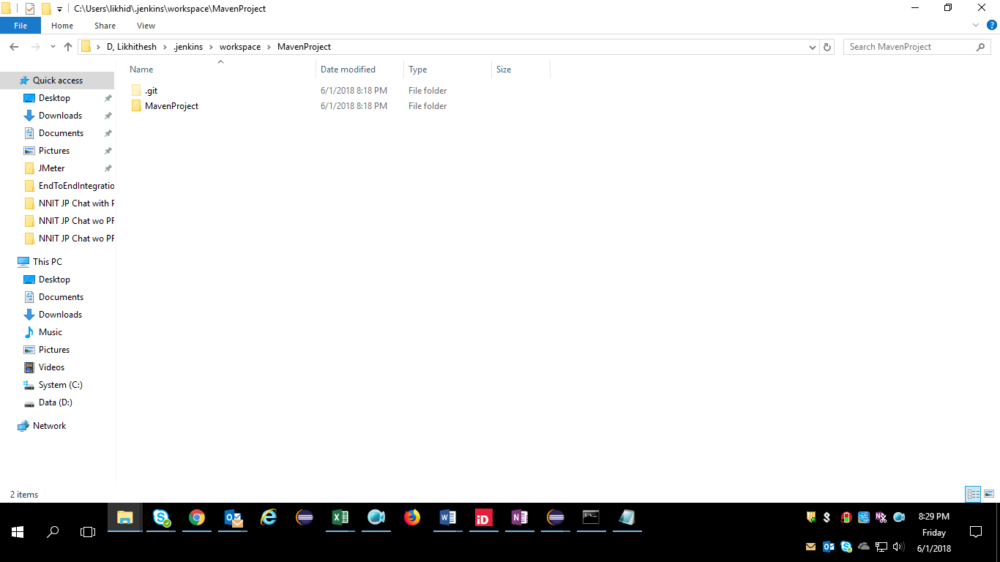 C:\Users\likhid\.jenkins\workspace\MavenProject
File Home Share View
D, Likhithesh .jenkins workspace MavenProject Search MavenProject
Name Date modified Type Size
.git 6/1/2018 8:18 PM File folder
MavenProject 6/1/2018 8:18 PM File folder
Quick access
Desktop
Downloads
Documents
Pictures
JMeter
EndToEndIntegratio
NNIT JP Chat with P
NNIT JP Chat wo PF
NNIT JP Chat wo PF
This PC
Desktop
Documents
Downloads
Music
Pictures
Videos
System (C:)
Data (D:)
Network
2 items
8:29 PM
Friday
6/1/2018